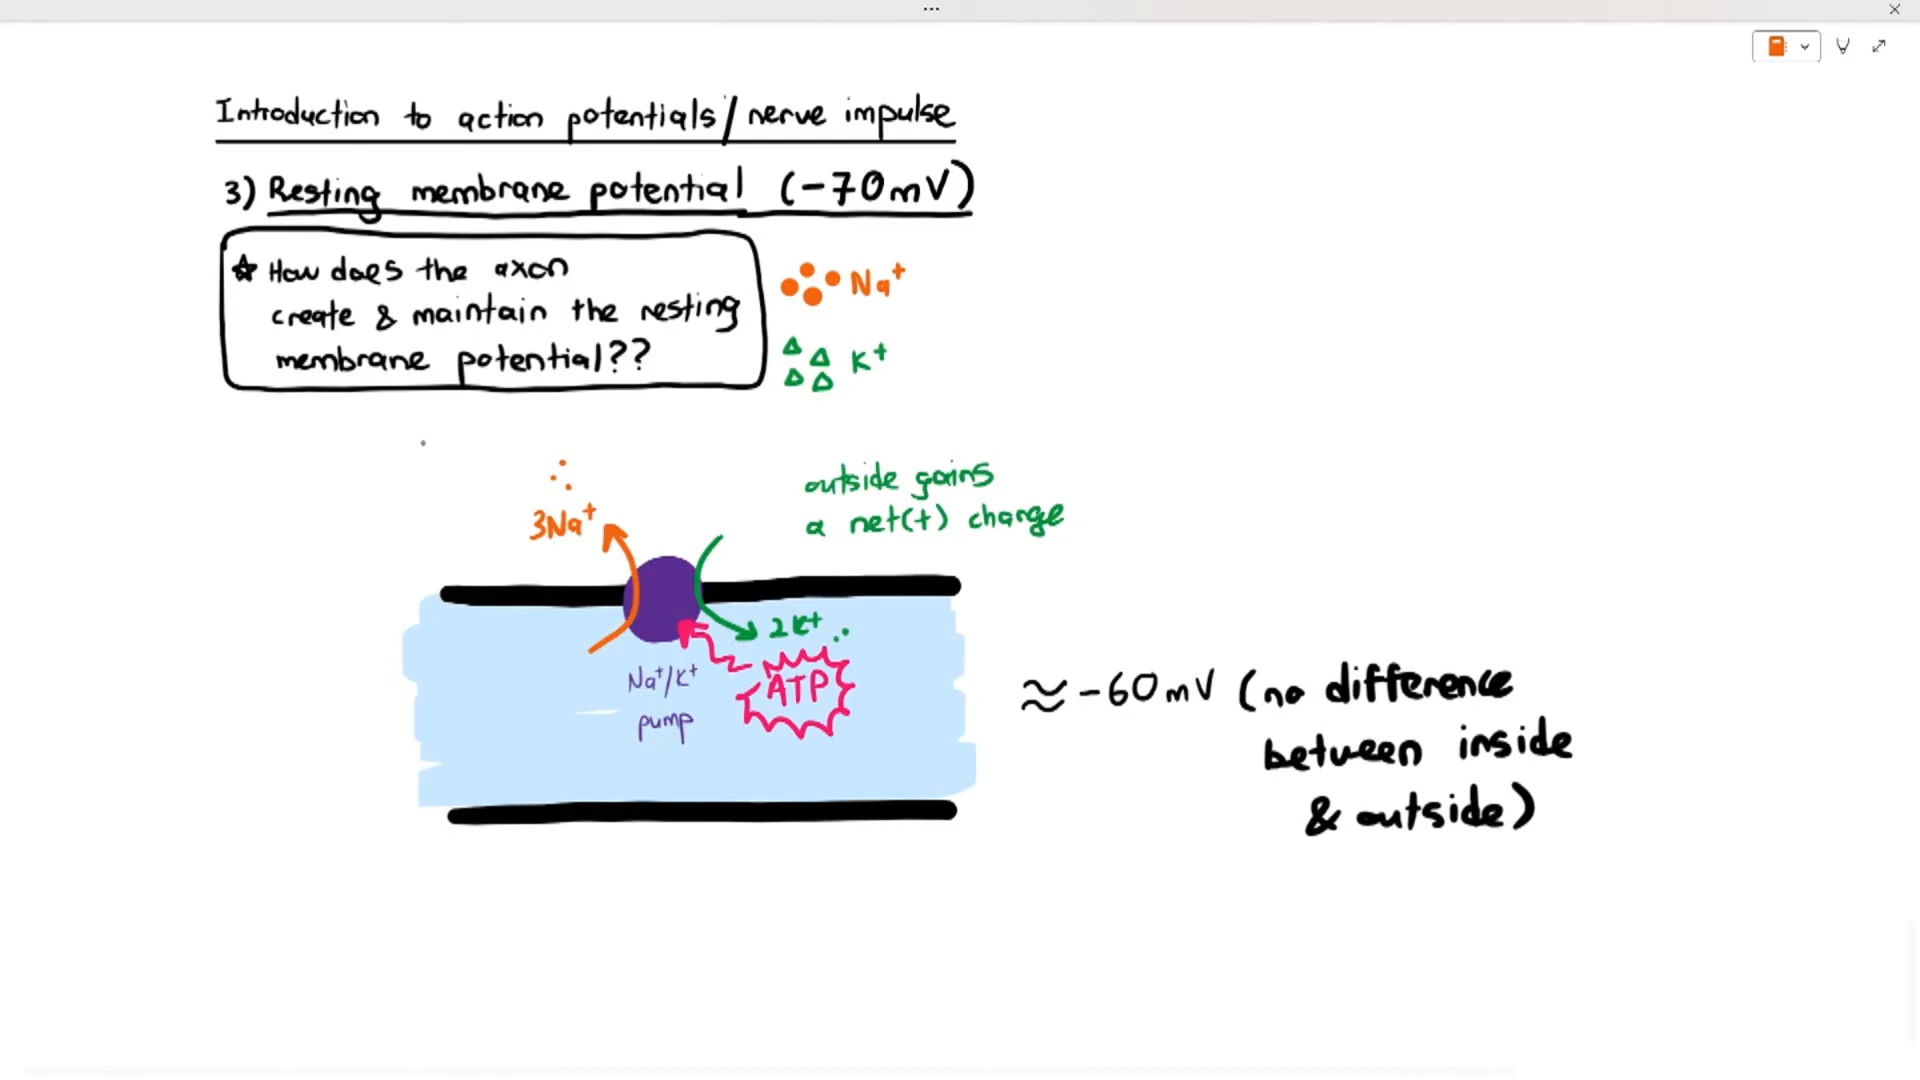 Introduction to action potentials/nerve impulse
3) Resting membrane potential (-70mV)
☆ How does the axon
create & maintain the resting
membrane potential??
Na⁺
K⁺
outside gains
a net(+) change
3Na⁺
2K⁺
Na⁺/K⁺
pump
ATP
≈ -60mV (no difference
between inside
& outside)